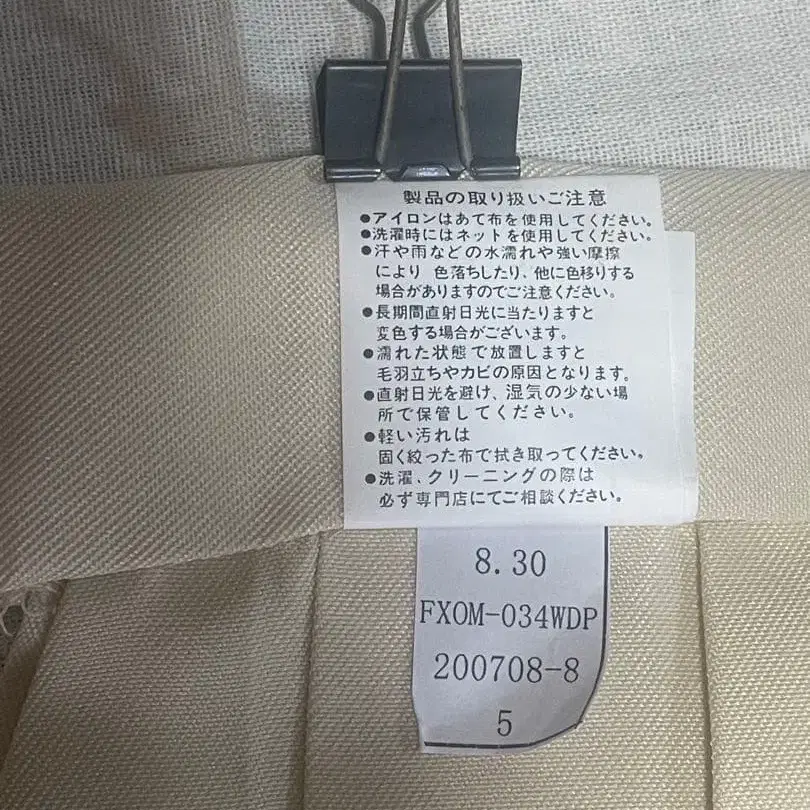 製品の取り扱いご注意
●アイロンはあて布を使用してください。
●洗濯時にはネットを使用してください。
●汗や雨などの水濡れや強い摩擦
により 色落ちしたり、他に色移りする
場合がありますのでご注意ください。
●長期間直射日光に当たりますと
変色する場合がございます。
●濡れた状態で放置しますと
毛羽立ちやカビの原因となります。
●直射日光を避け、湿気の少ない場
所で保管してください。
●軽い汚れは
固く絞った布で拭き取ってください。
●洗濯、クリーニングの際は
必ず専門店にてご相談ください。
8.30
FXOM-034WDP
200708-8
5